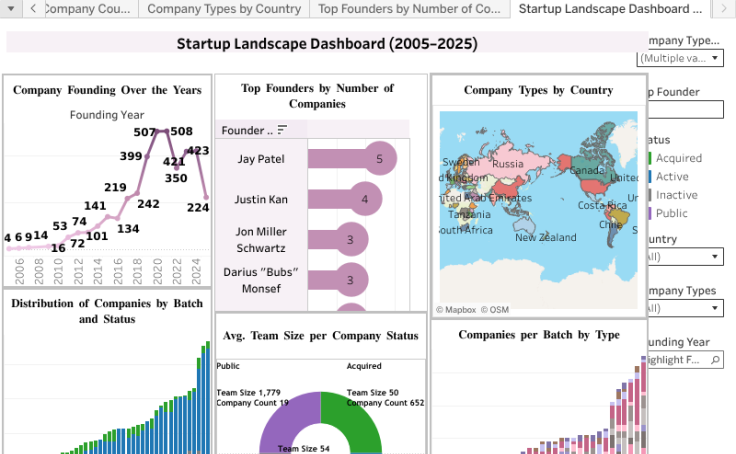 Company Cou...
Company Types by Country
Top Founders by Number of Co...
Startup Landscape Dashboard ...
Startup Landscape Dashboard (2005–2025)
mpany Type...
(Multiple va...
p Founder
atus
Acquired
Active
Inactive
Public
untry
All)
mpany Types
All)
unding Year
ighlight F...
Company Founding Over the Years
Founding Year
4 6 9 14 16 53 72 74 101 141 219 134 242 399 507 508 421 350 423 224
2006 2008 2010 2012 2014 2016 2018 2020 2022 2024
Top Founders by Number of
Companies
Founder ..
Jay Patel 5
Justin Kan 4
Jon Miller
Schwartz 3
Darius "Bubs"
Monsef 3
Company Types by Country
Sweden
Russia
Canada
d Kingdom
United
ited Arab Emirates
Costa Rica
Tanzania
Chile
outh Africa
New Zealand
S
© Mapbox © OSM
Distribution of Companies by Batch
and Status
Avg. Team Size per Company Status
Public
Acquired
Team Size 1,779
Company Count 19
Team Size 50
Company Count 652
Team Size 54
Companies per Batch by Type